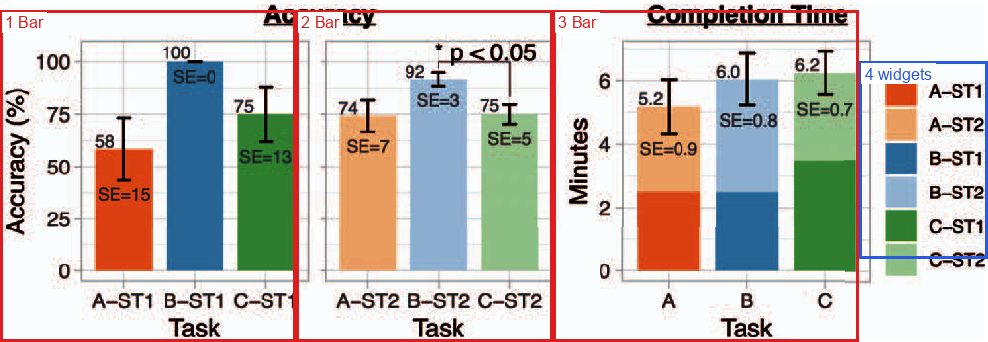 1 Bar
Accuracy
2 Bar
3 Bar
Completion Time
4 widgets
Accuracy (%)
100
75
50
25
0
58
SE=15
100
SE=0
75
SE=13
A–ST1 B–ST1 C–ST1
Task
74
SE=7
92
SE=3
* p < 0.05
75
SE=5
A–ST2 B–ST2 C–ST2
Task
Minutes
6
4
2
0
5.2
SE=0.9
6.0
SE=0.8
6.2
SE=0.7
A B C
Task
A–ST1
A–ST2
B–ST1
B–ST2
C–ST1
C–ST2